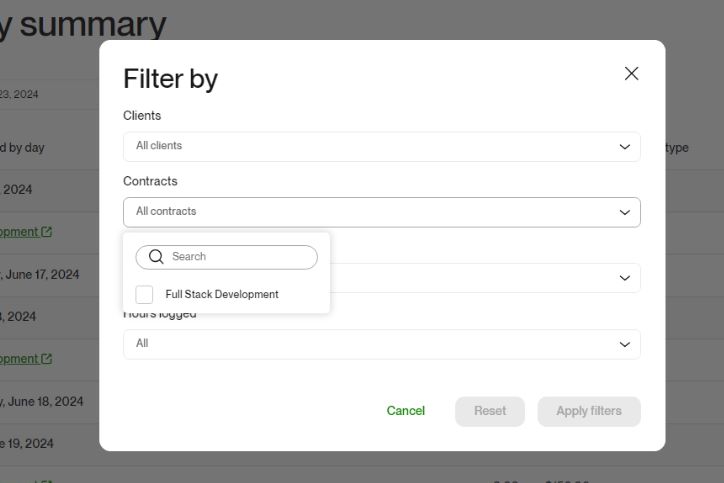 y summary
Filter by
23, 2024
Clients
d by day
All clients
type
Contracts
, 2024
All contracts
opment
Search
, June 17, 2024
Full Stack Development
Hours logged
8, 2024
All
opment
y, June 18, 2024
Cancel
Reset
Apply filters
e 19, 2024